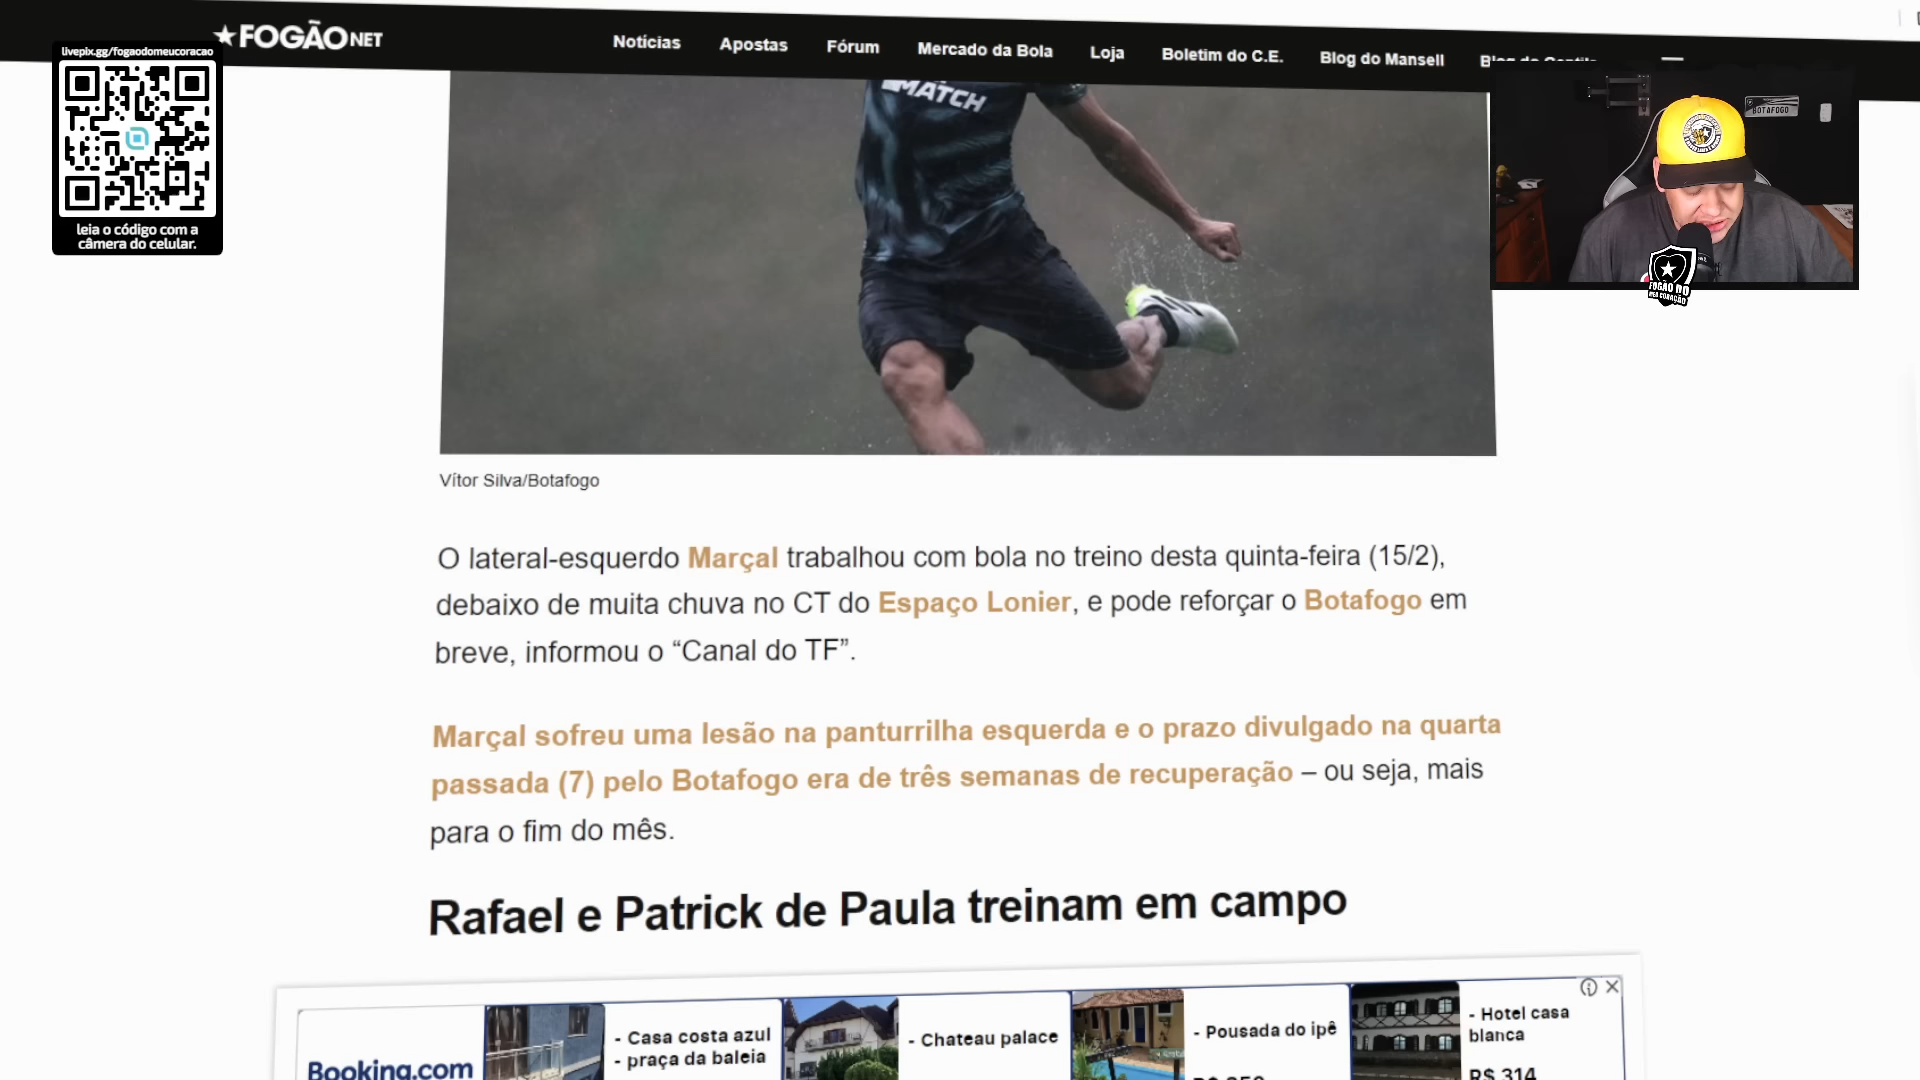 FOGÃONET
Notícias
Apostas
Fórum
Mercado da Bola
Loja
Boletim do C.E.
Blog do Mansell
livepix.gg/fogaodomeucoracao
leia o código com a
câmera do celular.
MATCH
BOTAFOGO
FOGÃO DO
MEU CORAÇÃO
Vítor Silva/Botafogo
O lateral-esquerdo Marçal trabalhou com bola no treino desta quinta-feira (15/2),
debaixo de muita chuva no CT do Espaço Lonier, e pode reforçar o Botafogo em
breve, informou o “Canal do TF”.
Marçal sofreu uma lesão na panturrilha esquerda e o prazo divulgado na quarta
passada (7) pelo Botafogo era de três semanas de recuperação – ou seja, mais
para o fim do mês.
Rafael e Patrick de Paula treinam em campo
Booking.com
- Casa costa azul
- praça da baleia
- Chateau palace
- Pousada do ipê
- Hotel casa
blanca
R$ 314